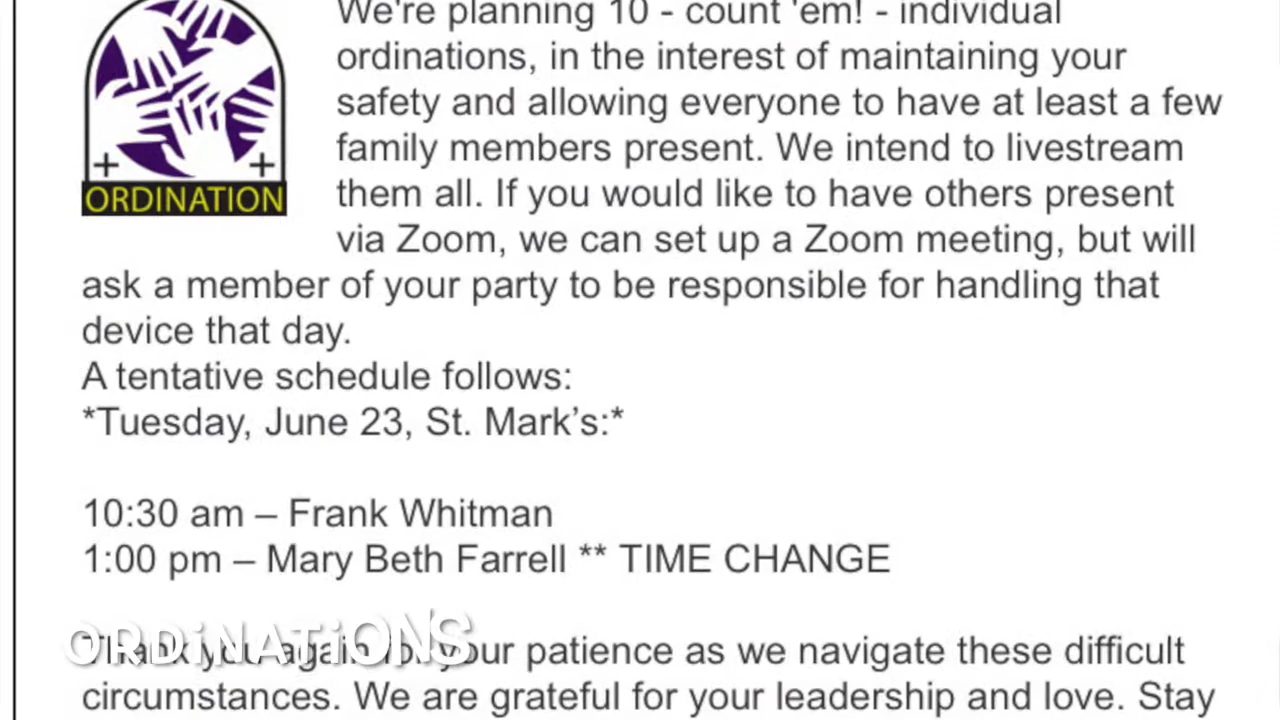 We're planning 10 - count 'em! - individual
ordinations, in the interest of maintaining your
safety and allowing everyone to have at least a few
family members present. We intend to livestream
them all. If you would like to have others present
via Zoom, we can set up a Zoom meeting, but will
ORDINATION
ask a member of your party to be responsible for handling that
device that day.
A tentative schedule follows:
*Tuesday, June 23, St. Mark’s:*
10:30 am – Frank Whitman
1:00 pm – Mary Beth Farrell ** TIME CHANGE
ORDiNATiONS
Thank you again for your patience as we navigate these difficult
circumstances. We are grateful for your leadership and love. Stay